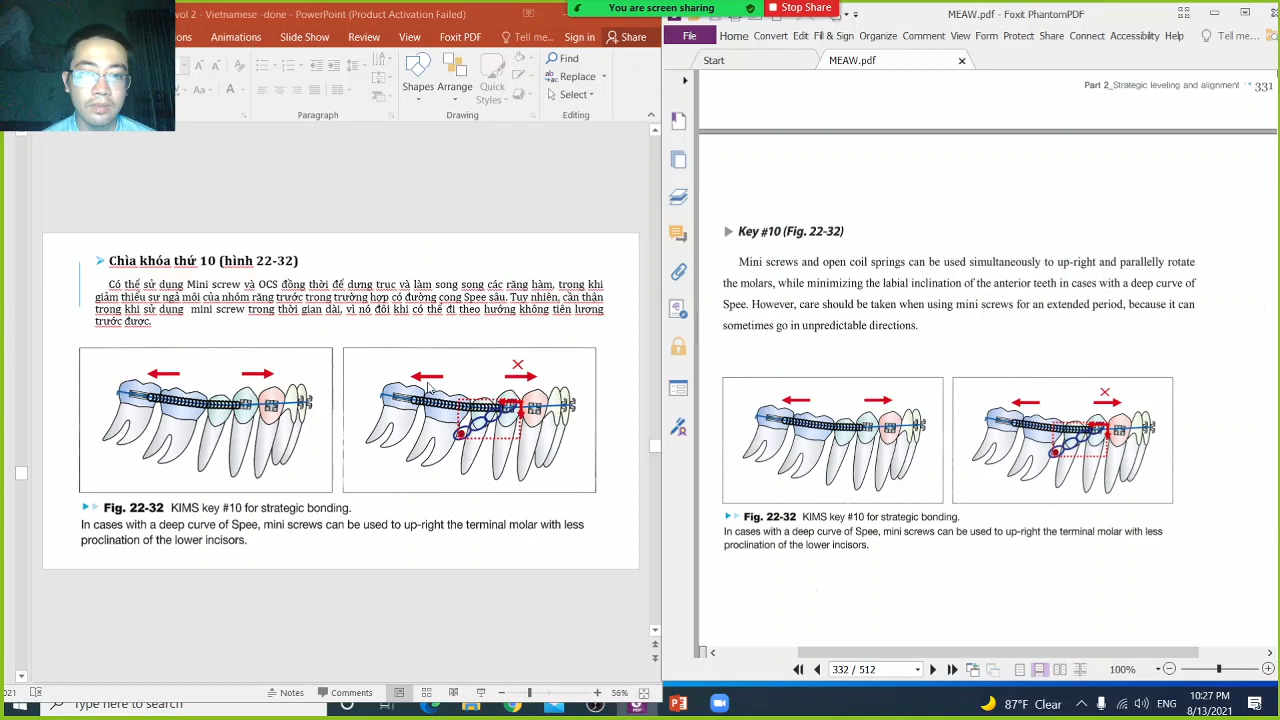 vol 2 - Vietnamese -done - PowerPoint (Product Activation Failed)
You are screen sharing
Stop Share
MEAW.pdf - Foxit PhantomPDF
Animations
Slide Show
Review
View
Foxit PDF
Tell me...
Sign in
Share
File
Home
Convert
Edit
Fill & Sign
Organize
Comment
View
Form
Protect
Share
Connect
Accessibility
Help
Tell me...
Start
MEAW.pdf
Shapes
Arrange
Quick Styles
Find
Replace
Select
Paragraph
Drawing
Editing
Part 2_Strategic leveling and alignment
331
Chìa khóa thứ 10 (hình 22-32)
Có thể sử dụng Mini screw và OCS đồng thời để dựng trục và làm song song các răng hàm, trong khi
giảm thiểu sự ngả môi của nhóm răng trước trong trường hợp có đường cong Spee sâu. Tuy nhiên, cẩn thận
trong khi sử dụng mini screw trong thời gian dài, vì nó đôi khi có thể đi theo hướng không tiên lượng
trước được.
Fig. 22-32 KIMS key #10 for strategic bonding.
In cases with a deep curve of Spee, mini screws can be used to up-right the terminal molar with less
proclination of the lower incisors.
Key #10 (Fig. 22-32)
Mini screws and open coil springs can be used simultaneously to up-right and parallelly rotate
the molars, while minimizing the labial inclination of the anterior teeth in cases with a deep curve of
Spee. However, care should be taken when using mini screws for an extended period, because it can
sometimes go in unpredictable directions.
Fig. 22-32 KIMS key #10 for strategic bonding.
In cases with a deep curve of Spee, mini screws can be used to up-right the terminal molar with less
proclination of the lower incisors.
332 / 512
100%
Notes
Comments
56%
Type here to search
87°F Clear
ENG
10:27 PM
8/13/2021